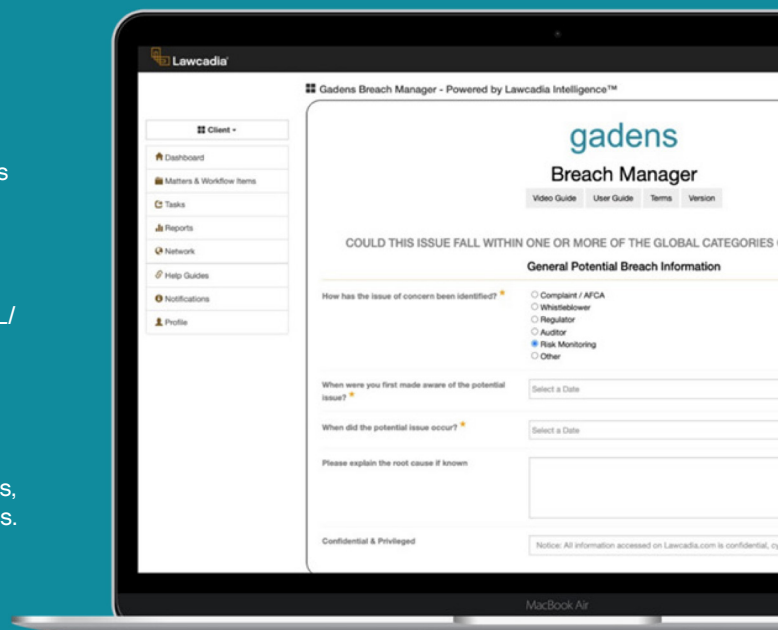 s
L/
s,
s.
Lawcadia
Gadens Breach Manager - Powered by Lawcadia Intelligence™
Client
Dashboard
Matters & Workflow Items
Tasks
Reports
Network
Help Guides
Notifications
Profile
gadens
Breach Manager
Video Guide User Guide Terms Version
COULD THIS ISSUE FALL WITHIN ONE OR MORE OF THE GLOBAL CATEGORIES
General Potential Breach Information
How has the issue of concern been identified? *
Complaint / AFCA
Whistleblower
Regulator
Auditor
Risk Monitoring
Other
When were you first made aware of the potential
issue? *
Select a Date
When did the potential issue occur? *
Select a Date
Please explain the root cause if known
Confidential & Privileged
Notice: All information accessed on Lawcadia.com is confidential, cy
MacBook Air